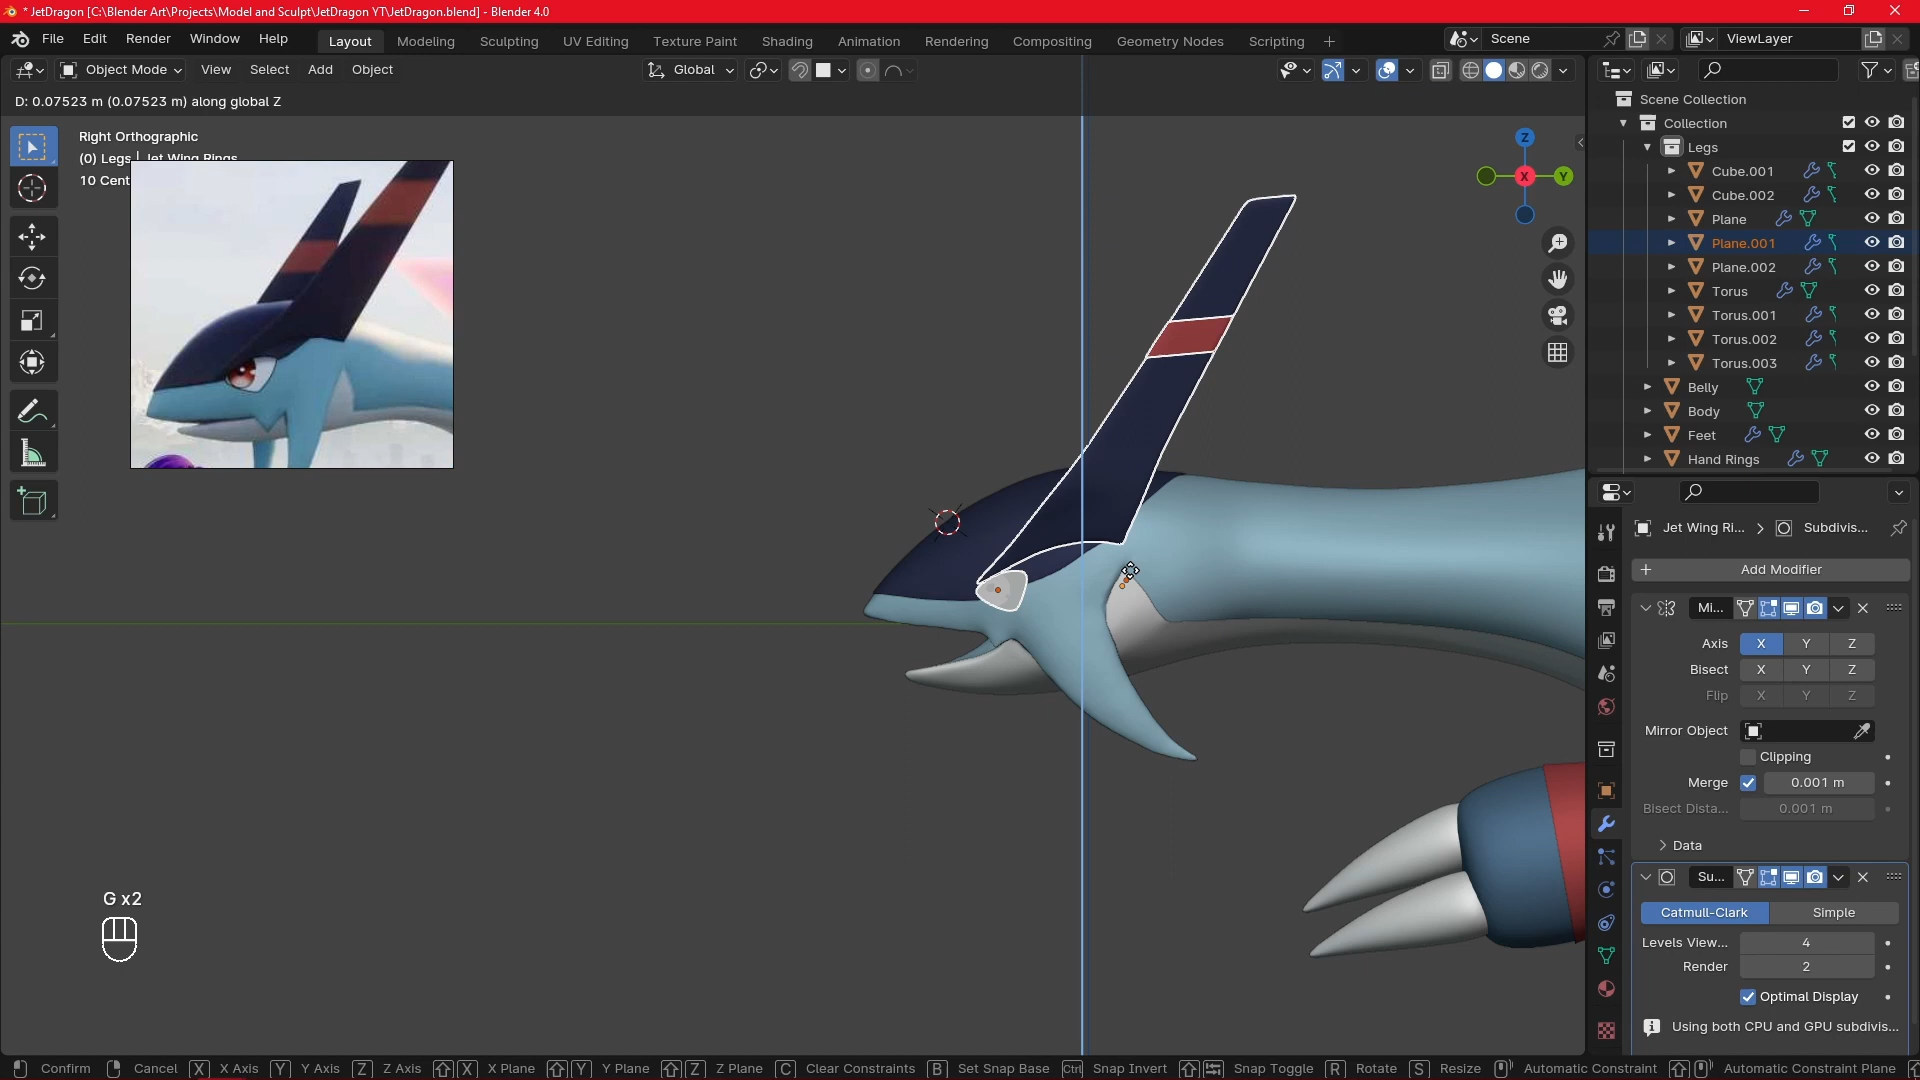 * JetDragon [C:\Blender Art\Projects\Model and Sculpt\JetDragon YT\JetDragon.blend] - Blender 4.0
File Edit Render Window Help Layout Modeling Sculpting UV Editing Texture Paint Shading Animation Rendering Compositing Geometry Nodes Scripting + Scene ViewLayer
Object Mode View Select Add Object Global
D: 0.07523 m (0.07523 m) along global Z
Right Orthographic
(0) Legs | Jet Wing Rings
10 Cent
Z
X
Y
G x2
Scene Collection
Collection
Legs
Cube.001
Cube.002
Plane
Plane.001
Plane.002
Torus
Torus.001
Torus.002
Torus.003
Belly
Body
Feet
Hand Rings
Jet Wing Ri... > Subdivis...
+ Add Modifier
Mi...
Axis X Y Z
Bisect X Y Z
Flip X Y Z
Mirror Object
Clipping
Merge 0.001 m
Bisect Dista... 0.001 m
Data
Su...
Catmull-Clark Simple
Levels View... 4
Render 2
Optimal Display
Using both CPU and GPU subdivis...
Confirm Cancel X X Axis Y Y Axis Z Z Axis X X Plane Y Y Plane Z Z Plane C Clear Constraints B Set Snap Base Ctrl Snap Invert Snap Toggle R Rotate S Resize Automatic Constraint Automatic Constraint Plane